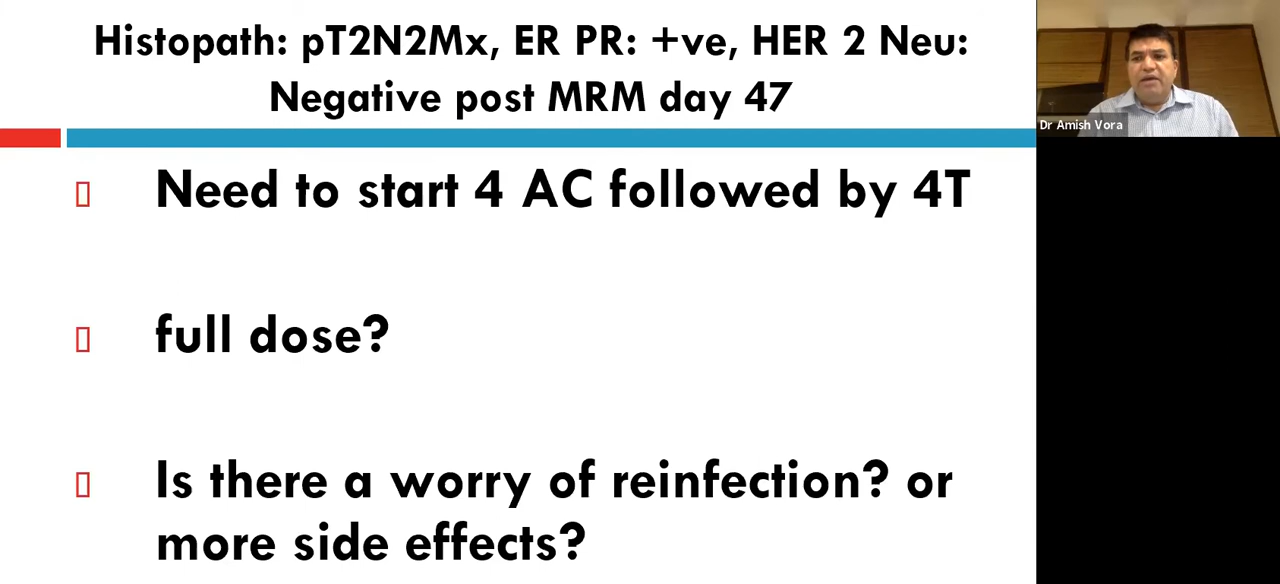 Histopath: pT2N2Mx, ER PR: +ve, HER 2 Neu:
Negative post MRM day 47
Dr Amish Vora
Need to start 4 AC followed by 4T
full dose?
Is there a worry of reinfection? or
more side effects?